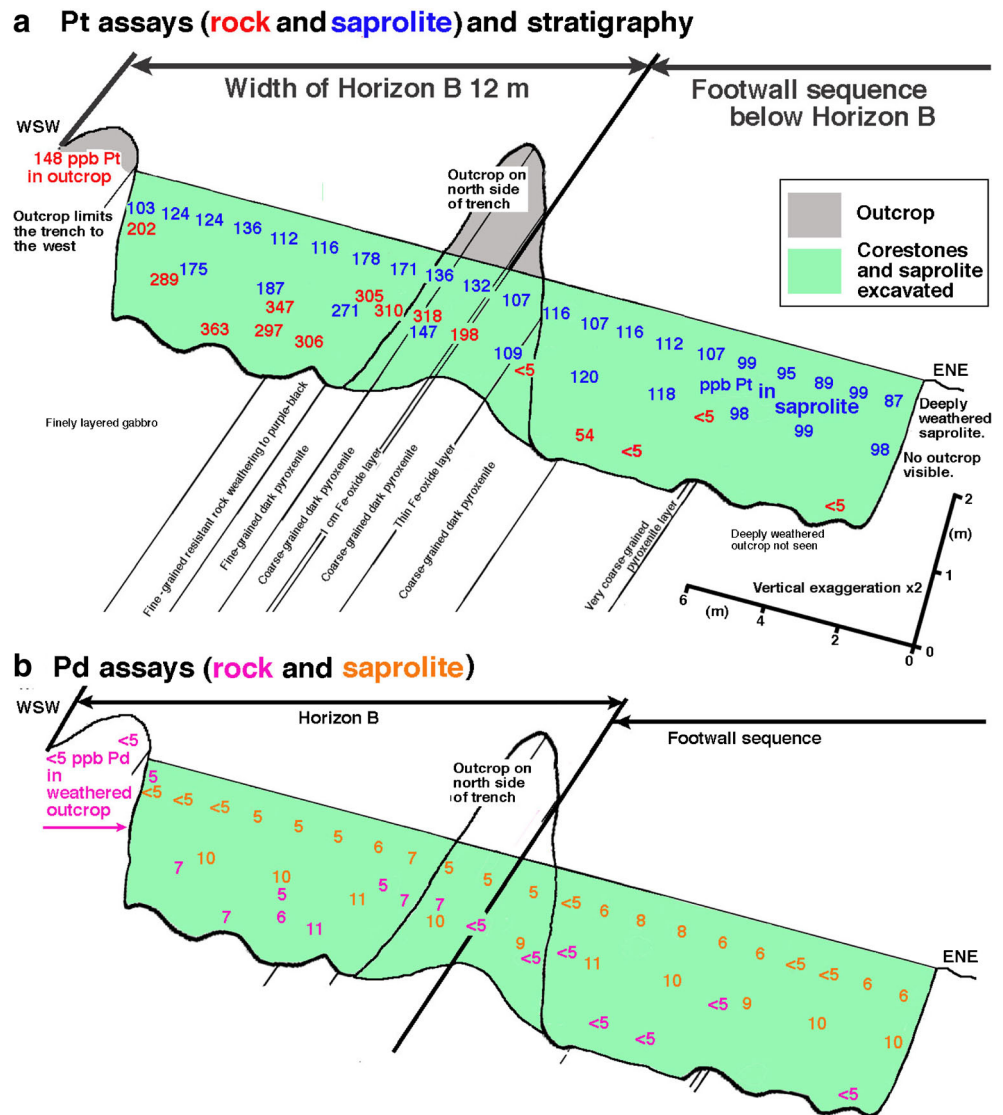 a Pt assays (rock and saprolite) and stratigraphy
Width of Horizon B 12 m
Footwall sequence
below Horizon B
WSW
148 ppb Pt
in outcrop
Outcrop limits
the trench to
the west
Outcrop on
north side
of trench
Outcrop
Corestones
and saprolite
excavated
103 124 124 136 112 116 178 171 136 132 107 116 107 116 112 107 99 95 89 99 87
202
289 175 187 347 297 363 306 271 305 310 318 147 198 109 <5 120 118 <5 98 99 98
54 <5 <5
ppb Pt in
saprolite
ENE
Deeply
weathered
saprolite.
No outcrop
visible.
Finely layered gabbro
Fine-grained resistant rock weathering to purple-black
Fine-grained dark pyroxenite
Coarse-grained dark pyroxenite
1 cm Fe-oxide layer
Coarse-grained dark pyroxenite
Thin Fe-oxide layer
Coarse-grained dark pyroxenite
Very coarse-grained
pyroxenite layer
Deeply weathered
outcrop not seen
Vertical exaggeration x2
2
(m)
1
0
6 (m) 4 2 0
b Pd assays (rock and saprolite)
WSW
Horizon B
Footwall sequence
<5
<5 ppb Pd
in
weathered
outcrop
Outcrop on
north side
of trench
5
<5 <5 <5 5 5 5 6 7 5 5 5 <5 6 8 8 6 6 <5 <5 6 6
7 10 10 5 6 7 11 11 5 7 7 10 <5 9 <5 <5 11 10 <5 9 10 10
<5 <5 <5
ENE